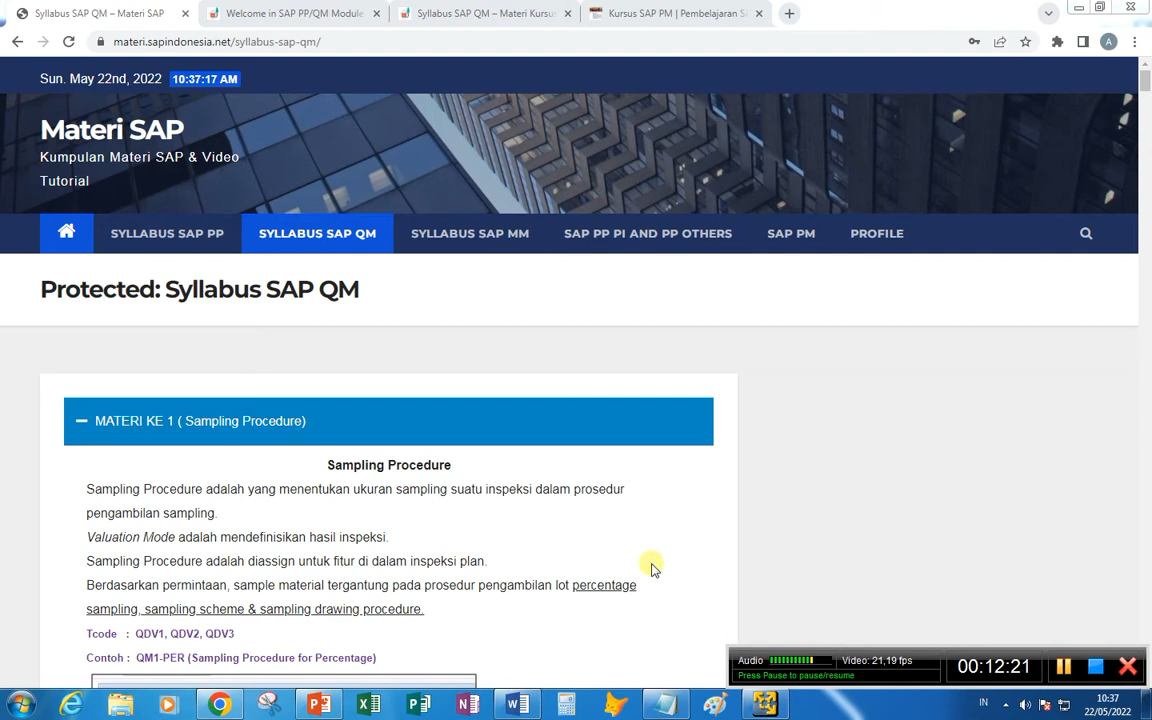 Syllabus SAP QM – Materi SAP
Welcome in SAP PP/QM Module
Syllabus SAP QM – Materi Kursu
Kursus SAP PM | Pembelajaran S
materi.sapindonesia.net/syllabus-sap-qm/
A
Sun. May 22nd, 2022 10:37:17 AM
Materi SAP
Kumpulan Materi SAP & Video
Tutorial
SYLLABUS SAP PP SYLLABUS SAP QM SYLLABUS SAP MM SAP PP PI AND PP OTHERS SAP PM PROFILE
Protected: Syllabus SAP QM
MATERI KE 1 ( Sampling Procedure)
Sampling Procedure
Sampling Procedure adalah yang menentukan ukuran sampling suatu inspeksi dalam prosedur
pengambilan sampling.
Valuation Mode adalah mendefinisikan hasil inspeksi.
Sampling Procedure adalah diassign untuk fitur di dalam inspeksi plan.
Berdasarkan permintaan, sample material tergantung pada prosedur pengambilan lot percentage
sampling, sampling scheme & sampling drawing procedure.
Tcode : QDV1, QDV2, QDV3
Contoh : QM1-PER (Sampling Procedure for Percentage)
Audio Video: 21,19 fps
Press Pause to pause/resume
00:12:21
IN
10:37
22/05/2022